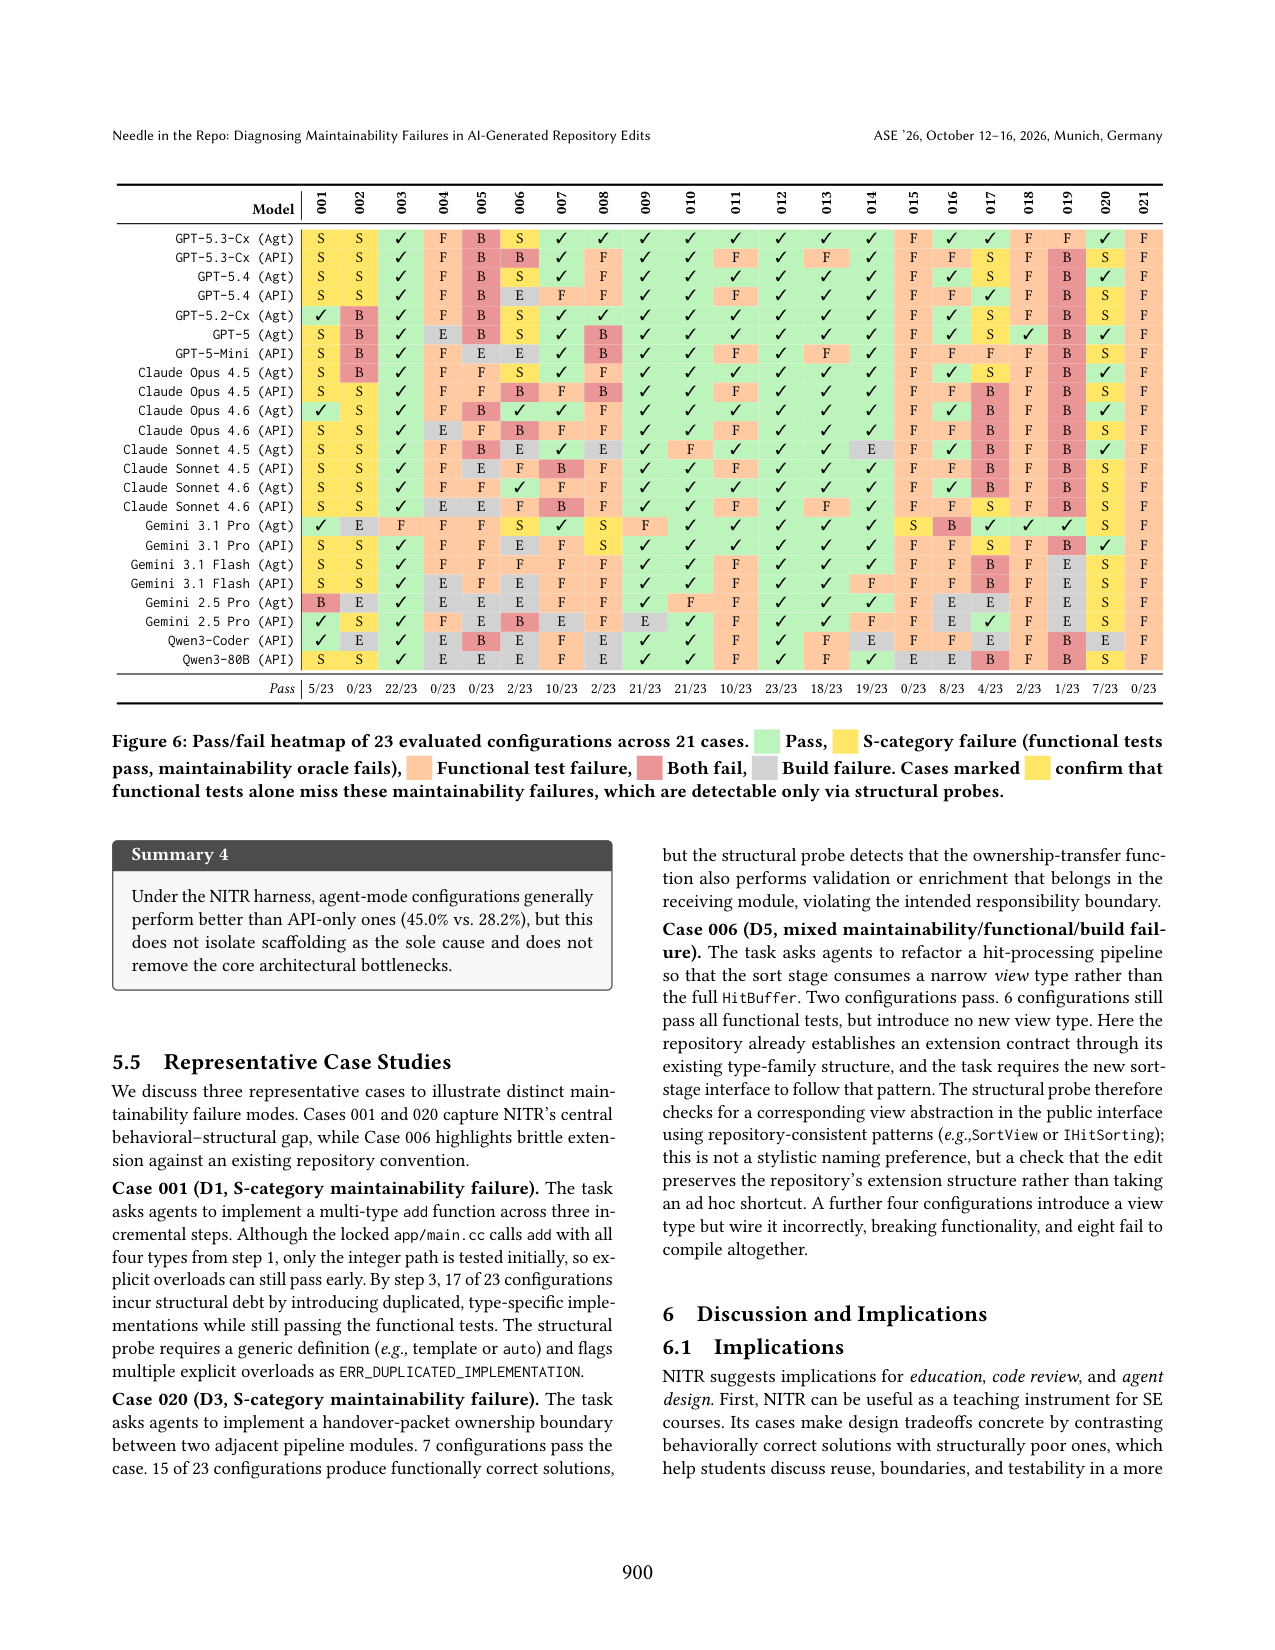 Needle in the Repo: Diagnosing Maintainability Failures in AI-Generated Repository Edits
ASE ’26, October 12–16, 2026, Munich, Germany
Model 001 002 003 004 005 006 007 008 009 010 011 012 013 014 015 016 017 018 019 020 021
GPT-5.3-Cx (Agt) S S ✓ F B S ✓ ✓ ✓ ✓ ✓ ✓ ✓ ✓ F ✓ ✓ F F ✓ F
GPT-5.3-Cx (API) S S ✓ F B B ✓ F ✓ ✓ F ✓ F ✓ F F S F B S F
GPT-5.4 (Agt) S S ✓ F B S ✓ F ✓ ✓ ✓ ✓ ✓ ✓ F ✓ S F B ✓ F
GPT-5.4 (API) S S ✓ F B E F F ✓ ✓ F ✓ ✓ ✓ F F ✓ F B S F
GPT-5.2-Cx (Agt) ✓ B ✓ F B S ✓ ✓ ✓ ✓ ✓ ✓ ✓ ✓ F ✓ S F B S F
GPT-5 (Agt) S B ✓ E B S ✓ B ✓ ✓ ✓ ✓ ✓ ✓ F ✓ S ✓ B ✓ F
GPT-5-Mini (API) S B ✓ F E E ✓ B ✓ ✓ F ✓ F ✓ F F F F B S F
Claude Opus 4.5 (Agt) S B ✓ F F S ✓ F ✓ ✓ ✓ ✓ ✓ ✓ F ✓ S F B ✓ F
Claude Opus 4.5 (API) S S ✓ F F B F B ✓ ✓ F ✓ ✓ ✓ F F B F B S F
Claude Opus 4.6 (Agt) ✓ S ✓ F B ✓ ✓ F ✓ ✓ ✓ ✓ ✓ ✓ F ✓ B F B ✓ F
Claude Opus 4.6 (API) S S ✓ E F B F F ✓ ✓ F ✓ ✓ ✓ F F B F B S F
Claude Sonnet 4.5 (Agt) S S ✓ F B E ✓ E ✓ F ✓ ✓ ✓ E F ✓ B F B ✓ F
Claude Sonnet 4.5 (API) S S ✓ F E F B F ✓ ✓ F ✓ ✓ ✓ F F B F B S F
Claude Sonnet 4.6 (Agt) S S ✓ F F ✓ F F ✓ ✓ ✓ ✓ ✓ ✓ F ✓ B F B S F
Claude Sonnet 4.6 (API) S S ✓ E E F B F ✓ ✓ F ✓ F ✓ F F S F B S F
Gemini 3.1 Pro (Agt) ✓ E F F F S ✓ S F ✓ ✓ ✓ ✓ ✓ S B ✓ ✓ ✓ S F
Gemini 3.1 Pro (API) S S ✓ F F E F S ✓ ✓ ✓ ✓ ✓ ✓ F F S F B ✓ F
Gemini 3.1 Flash (Agt) S S ✓ F F F F F ✓ ✓ F ✓ ✓ ✓ F F B F E S F
Gemini 3.1 Flash (API) S S ✓ E F E F F ✓ ✓ F ✓ ✓ F F F B F E S F
Gemini 2.5 Pro (Agt) B E ✓ E E E F F ✓ F F ✓ ✓ ✓ F E E F E S F
Gemini 2.5 Pro (API) ✓ S ✓ F E B E F E ✓ F ✓ ✓ F F E ✓ F E S F
Qwen3-Coder (API) ✓ E ✓ E B E F E ✓ ✓ F ✓ F E F F E F B E F
Qwen3-80B (API) S S ✓ E E E F E ✓ ✓ F ✓ F ✓ E E B F B S F
Pass 5/23 0/23 22/23 0/23 0/23 2/23 10/23 2/23 21/23 21/23 10/23 23/23 18/23 19/23 0/23 8/23 4/23 2/23 1/23 7/23 0/23
Figure 6: Pass/fail heatmap of 23 evaluated configurations across 21 cases. Pass, S-category failure (functional tests
pass, maintainability oracle fails), Functional test failure, Both fail, Build failure. Cases marked confirm that
functional tests alone miss these maintainability failures, which are detectable only via structural probes.
Summary 4
Under the NITR harness, agent-mode configurations generally
perform better than API-only ones (45.0% vs. 28.2%), but this
does not isolate scaffolding as the sole cause and does not
remove the core architectural bottlenecks.
5.5 Representative Case Studies
We discuss three representative cases to illustrate distinct main-
tainability failure modes. Cases 001 and 020 capture NITR’s central
behavioral–structural gap, while Case 006 highlights brittle exten-
sion against an existing repository convention.
Case 001 (D1, S-category maintainability failure). The task
asks agents to implement a multi-type add function across three in-
cremental steps. Although the locked app/main.cc calls add with all
four types from step 1, only the integer path is tested initially, so ex-
plicit overloads can still pass early. By step 3, 17 of 23 configurations
incur structural debt by introducing duplicated, type-specific imple-
mentations while still passing the functional tests. The structural
probe requires a generic definition (e.g., template or auto) and flags
multiple explicit overloads as ERR_DUPLICATED_IMPLEMENTATION.
Case 020 (D3, S-category maintainability failure). The task
asks agents to implement a handover-packet ownership boundary
between two adjacent pipeline modules. 7 configurations pass the
case. 15 of 23 configurations produce functionally correct solutions,
but the structural probe detects that the ownership-transfer func-
tion also performs validation or enrichment that belongs in the
receiving module, violating the intended responsibility boundary.
Case 006 (D5, mixed maintainability/functional/build fail-
ure). The task asks agents to refactor a hit-processing pipeline
so that the sort stage consumes a narrow view type rather than
the full HitBuffer. Two configurations pass. 6 configurations still
pass all functional tests, but introduce no new view type. Here the
repository already establishes an extension contract through its
existing type-family structure, and the task requires the new sort-
stage interface to follow that pattern. The structural probe therefore
checks for a corresponding view abstraction in the public interface
using repository-consistent patterns (e.g.,SortView or IHitSorting);
this is not a stylistic naming preference, but a check that the edit
preserves the repository’s extension structure rather than taking
an ad hoc shortcut. A further four configurations introduce a view
type but wire it incorrectly, breaking functionality, and eight fail to
compile altogether.
6 Discussion and Implications
6.1 Implications
NITR suggests implications for education, code review, and agent
design. First, NITR can be useful as a teaching instrument for SE
courses. Its cases make design tradeoffs concrete by contrasting
behaviorally correct solutions with structurally poor ones, which
help students discuss reuse, boundaries, and testability in a more
900